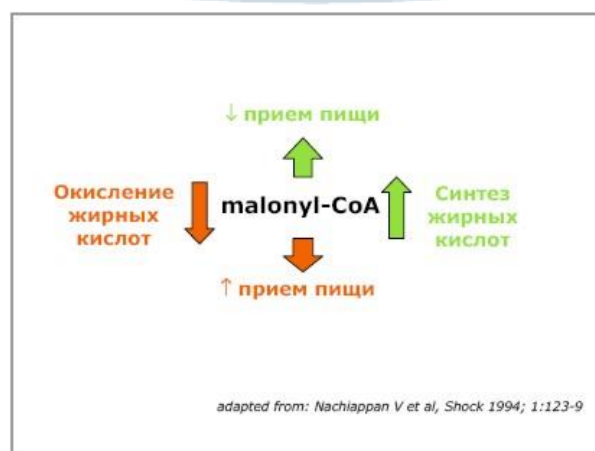 ↓ прием пищи
Окисление
жирных
кислот
malonyl-CoA
Синтез
жирных
кислот
↑ прием пищи
adapted from: Nachiappan V et al, Shock 1994; 1:123-9